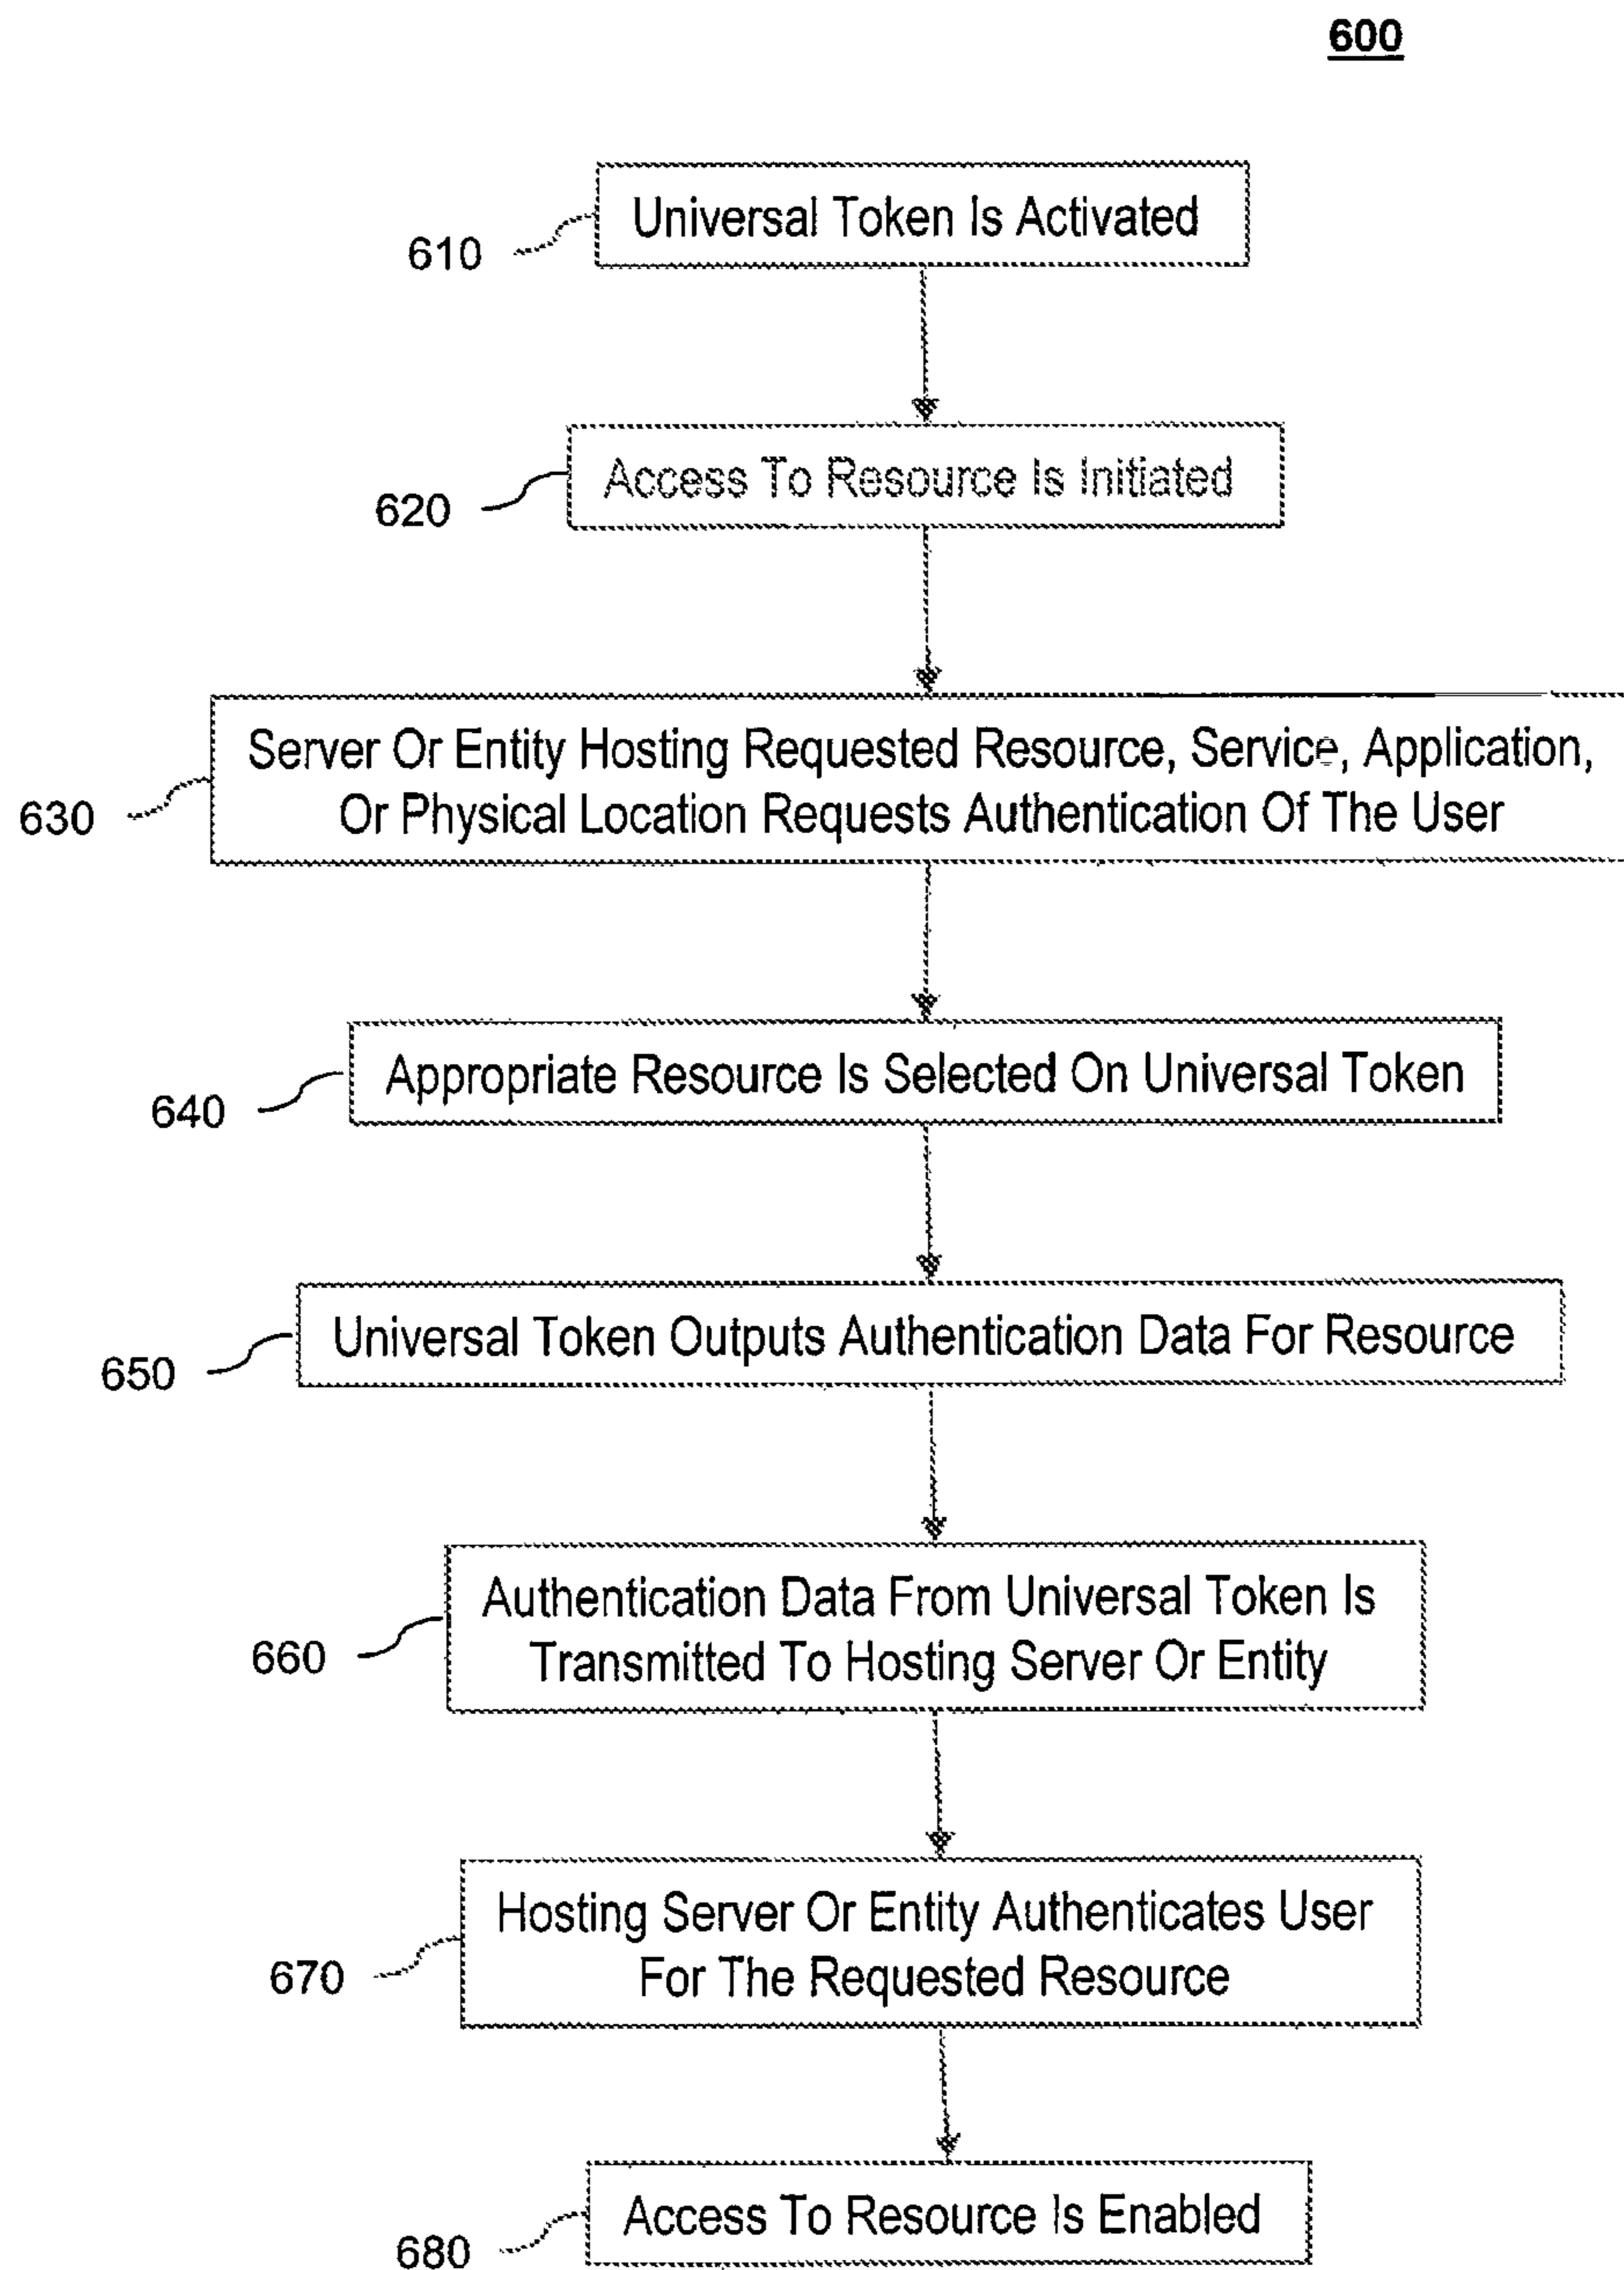 600
610
Universal Token Is Activated
620
Access To Resource Is Initiated
630
Server Or Entity Hosting Requested Resource, Service, Application,
Or Physical Location Requests Authentication Of The User
640
Appropriate Resource Is Selected On Universal Token
650
Universal Token Outputs Authentication Data For Resource
660
Authentication Data From Universal Token Is
Transmitted To Hosting Server Or Entity
670
Hosting Server Or Entity Authenticates User
For The Requested Resource
680
Access To Resource Is Enabled